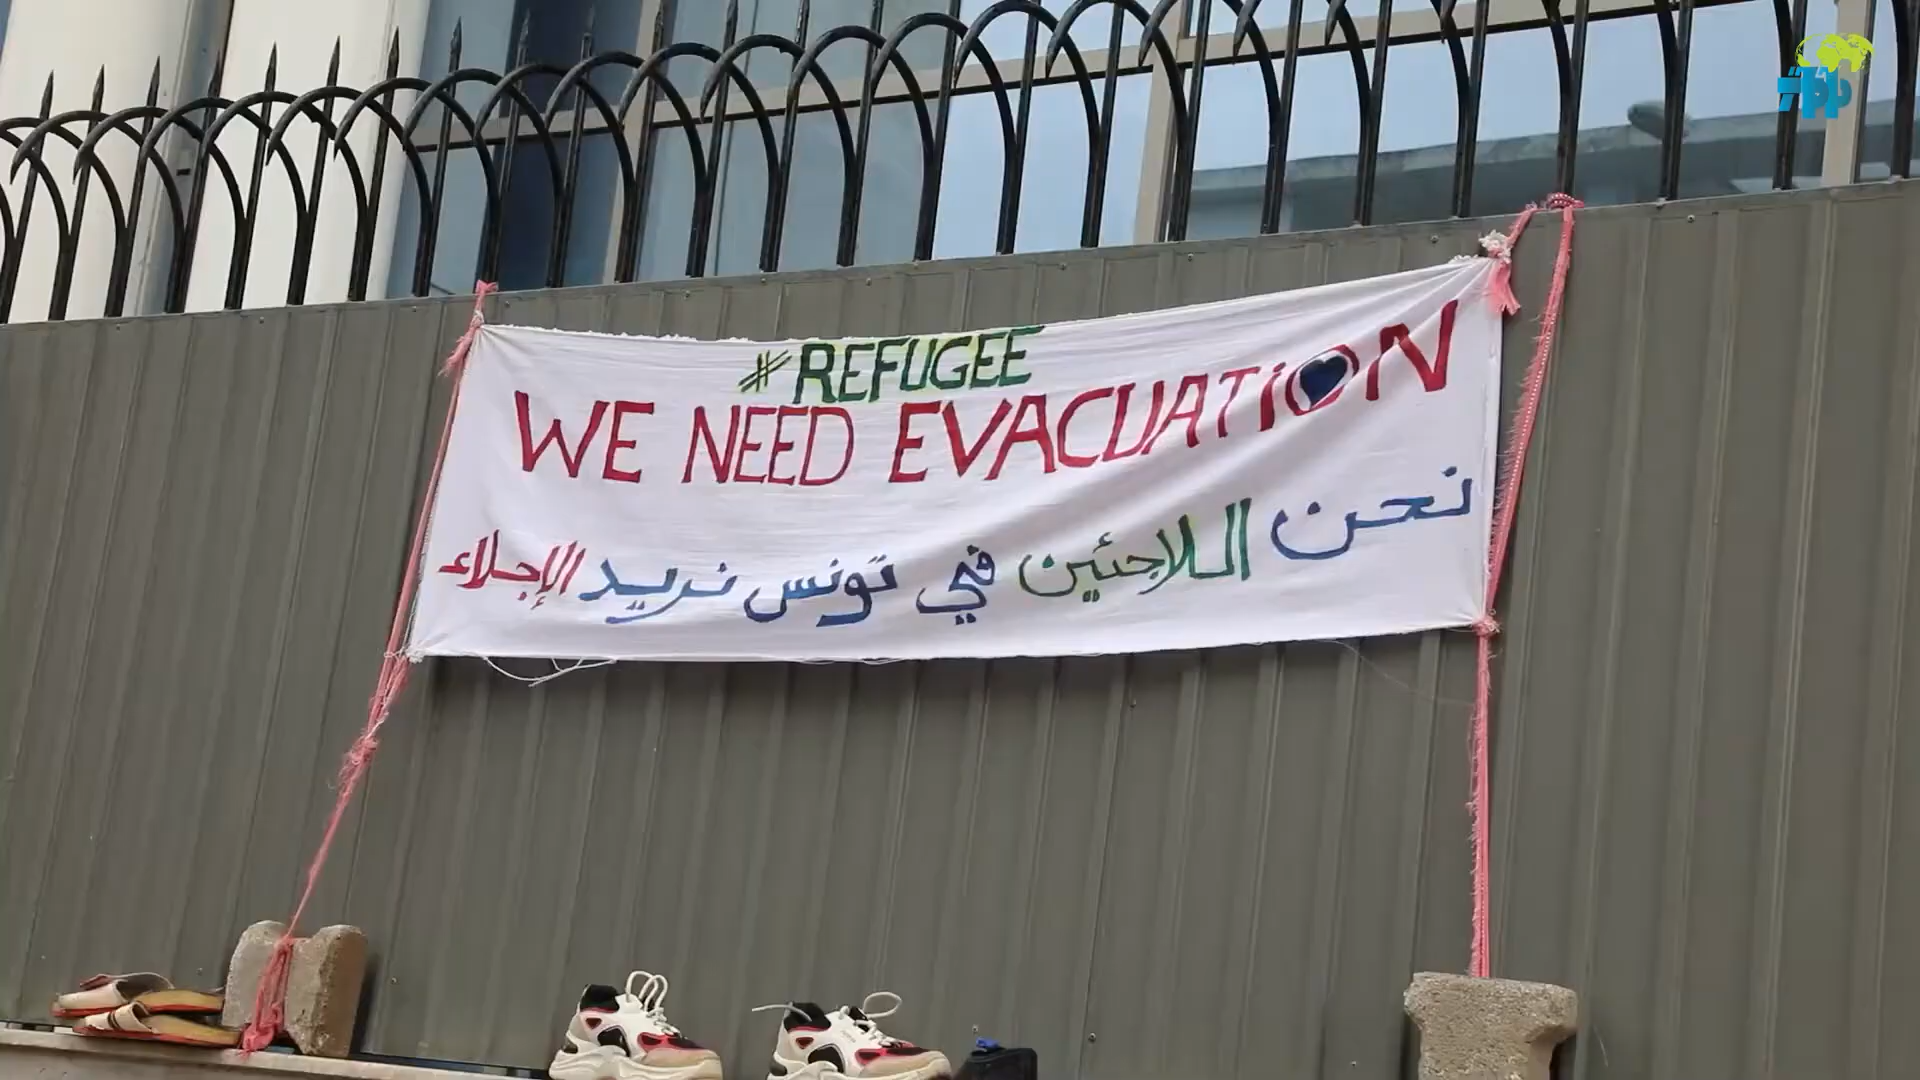 #REFUGEE
WE NEED EVACUATION
نحن اللاجئين في تونس نريد الإجلاء